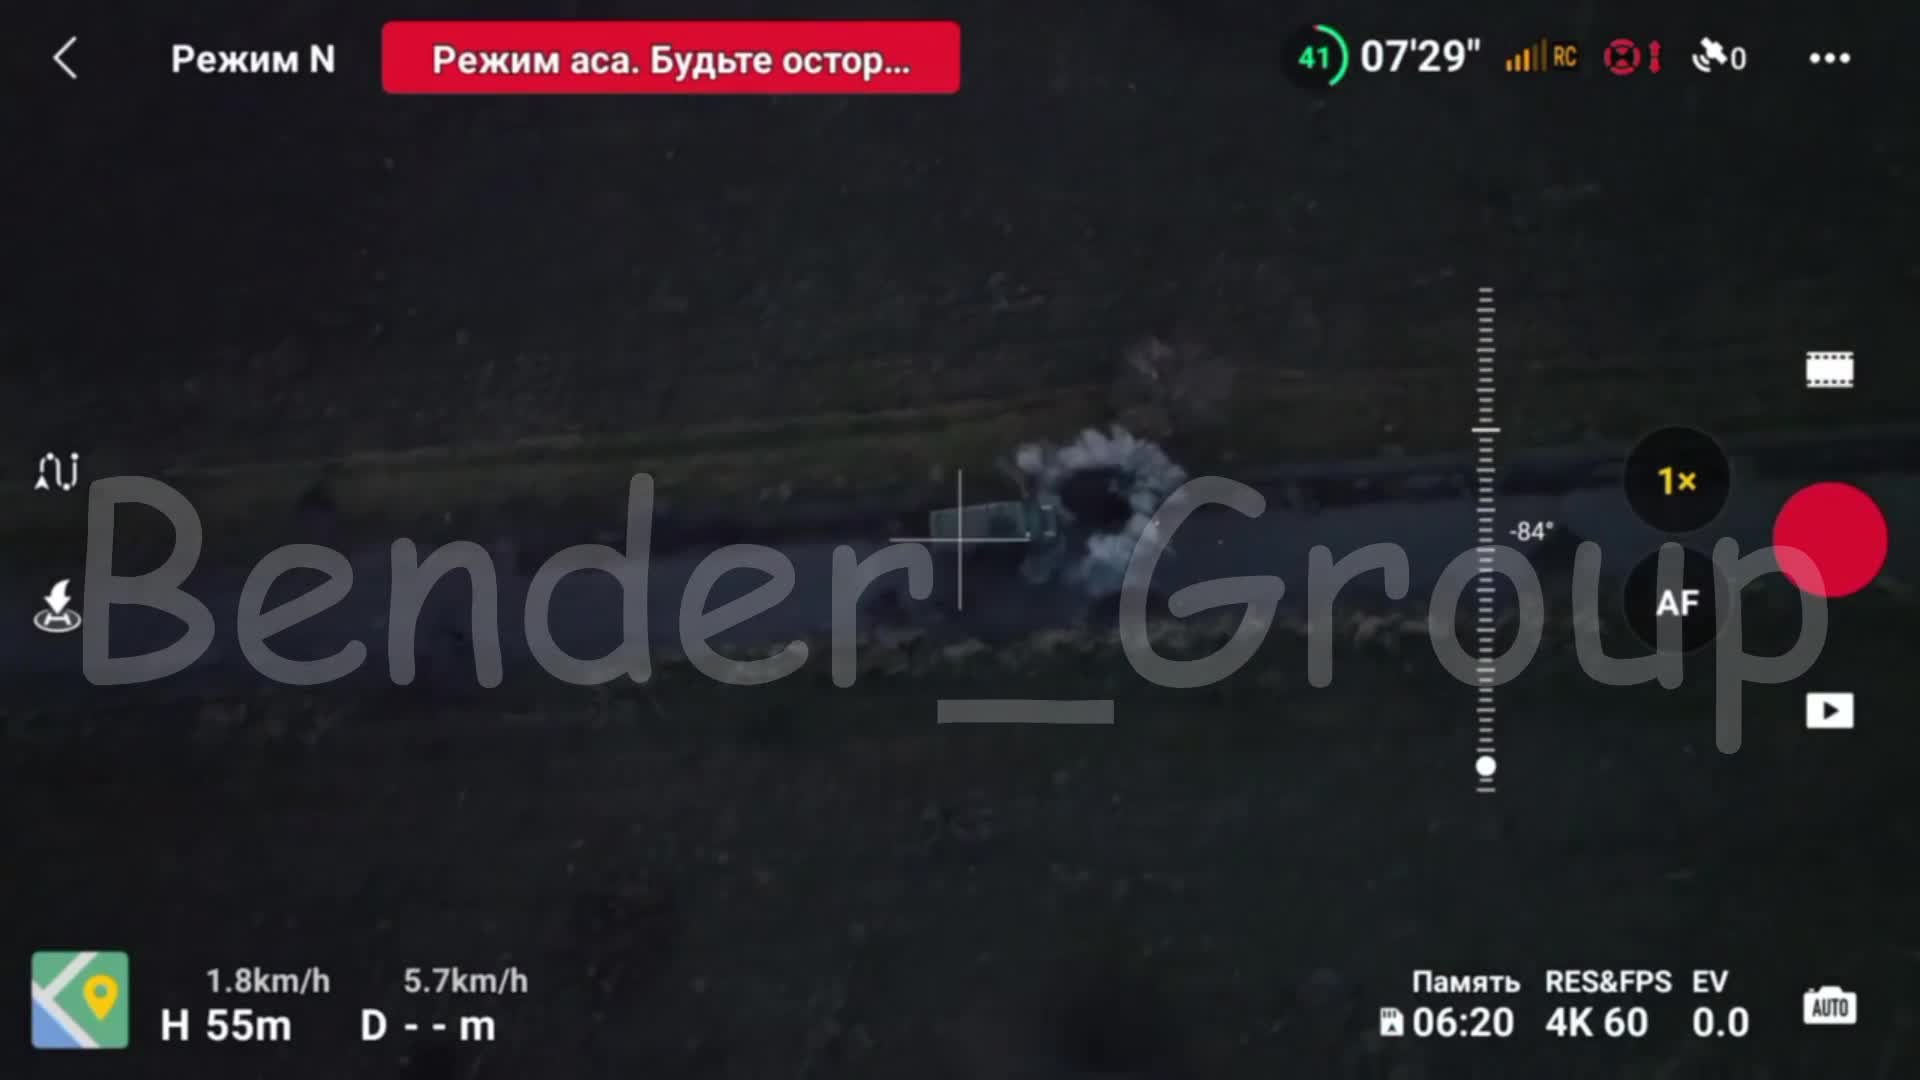 Режим N
Режим аса. Будьте остор...
41
07'29"
RC
0
1×
-84°
AF
Bender_Group
1.8km/h
5.7km/h
H 55m
D - - m
Память
RES&FPS
EV
06:20
4K 60
0.0
AUTO